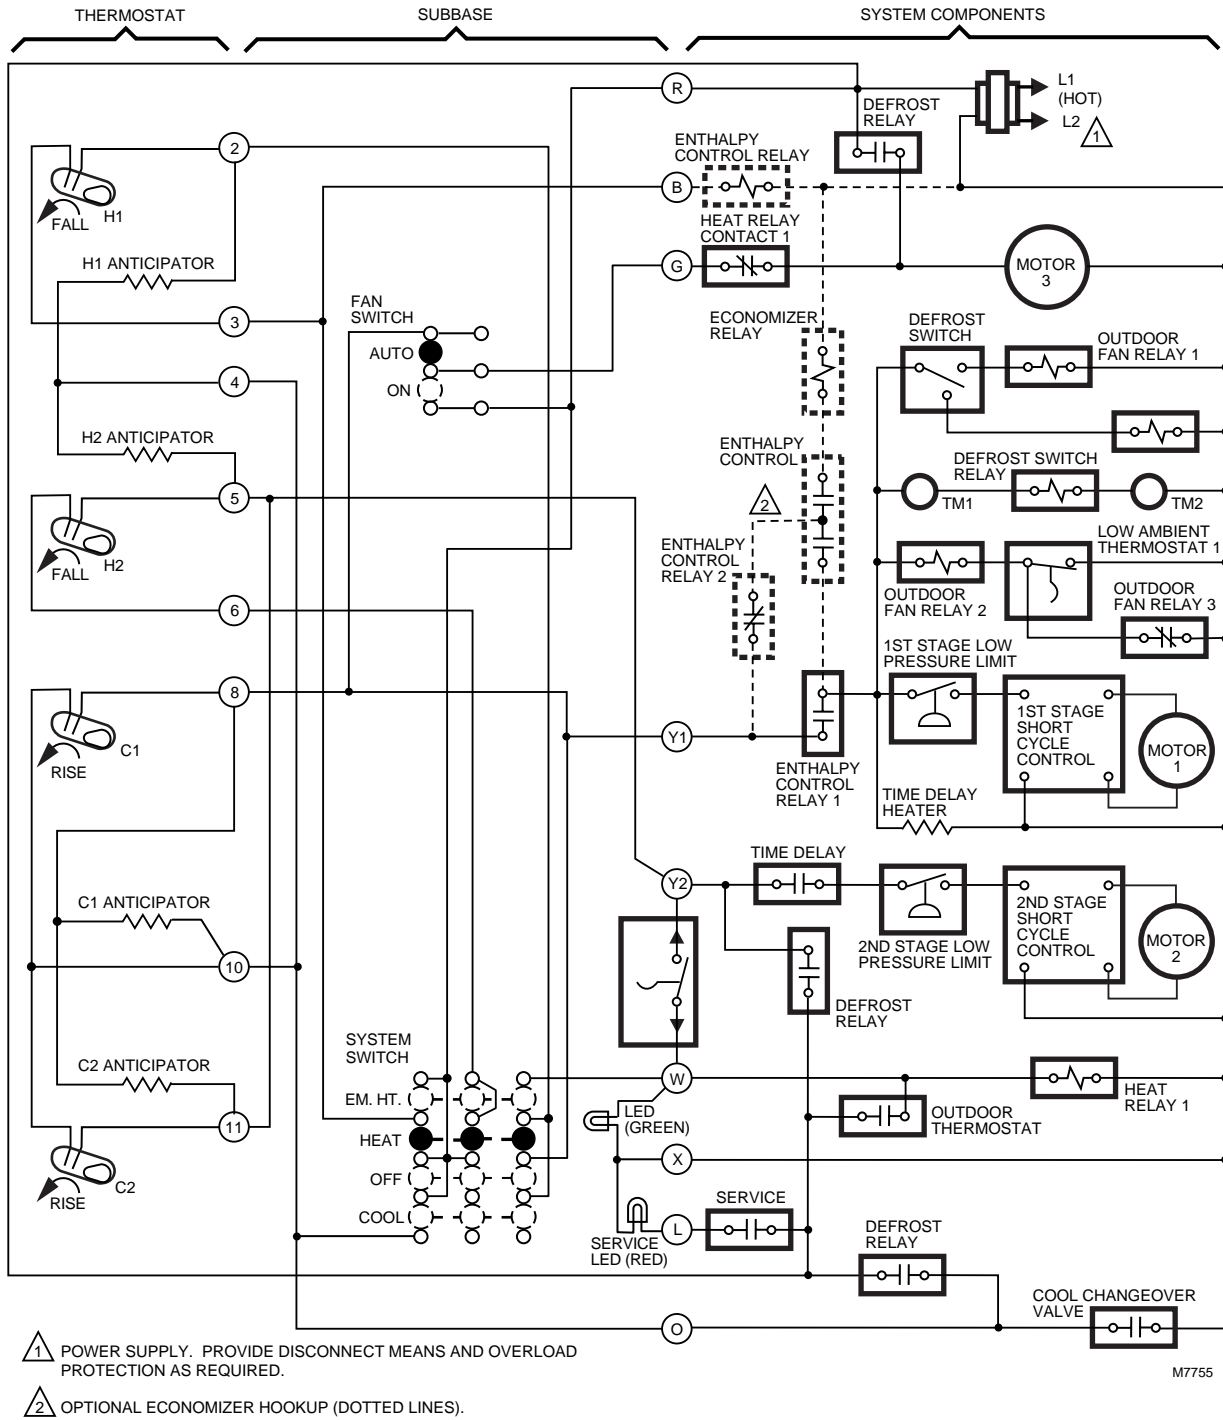 THERMOSTAT
SUBBASE
SYSTEM COMPONENTS
R
L1
(HOT)
L2
1
DEFROST
RELAY
2
ENTHALPY
CONTROL RELAY
B
H1
FALL
HEAT RELAY
CONTACT 1
G
MOTOR
3
H1 ANTICIPATOR
3
FAN
SWITCH
AUTO
ON
ECONOMIZER
RELAY
DEFROST
SWITCH
OUTDOOR
FAN RELAY 1
4
H2 ANTICIPATOR
ENTHALPY
CONTROL
DEFROST SWITCH
RELAY
TM1
TM2
5
2
H2
FALL
ENTHALPY
CONTROL
RELAY 2
LOW AMBIENT
THERMOSTAT 1
OUTDOOR
FAN RELAY 2
OUTDOOR
FAN RELAY 3
6
1ST STAGE LOW
PRESSURE LIMIT
8
C1
RISE
Y1
1ST STAGE
SHORT
CYCLE
CONTROL
MOTOR
1
ENTHALPY
CONTROL
RELAY 1
TIME DELAY
HEATER
TIME DELAY
Y2
C1 ANTICIPATOR
2ND STAGE
SHORT
CYCLE
CONTROL
MOTOR
2
2ND STAGE LOW
PRESSURE LIMIT
10
DEFROST
RELAY
SYSTEM
SWITCH
C2 ANTICIPATOR
W
EM. HT.
HEAT
RELAY 1
LED
(GREEN)
OUTDOOR
THERMOSTAT
11
HEAT
X
OFF
C2
RISE
SERVICE
COOL
L
SERVICE
LED (RED)
DEFROST
RELAY
COOL CHANGEOVER
VALVE
O
1 POWER SUPPLY. PROVIDE DISCONNECT MEANS AND OVERLOAD
PROTECTION AS REQUIRED.
M7755
2 OPTIONAL ECONOMIZER HOOKUP (DOTTED LINES).